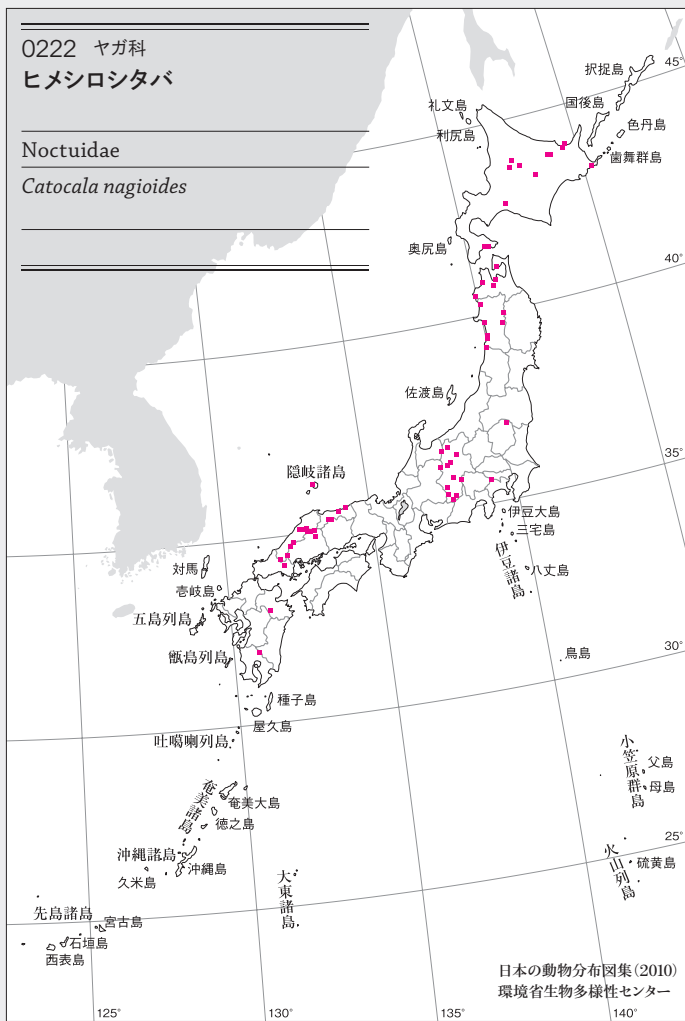 0222 ヤガ科
ヒメシロシタバ
Noctuidae
Catocala nagioides
択捉島
45°
国後島
礼文島
色丹島
利尻島
歯舞群島
奥尻島
40°
佐渡島
35°
隠岐諸島
伊豆大島
三宅島
伊豆諸島
八丈島
対馬
壱岐島
五島列島
甑島列島
鳥島
30°
種子島
屋久島
吐噶喇列島
小笠原群島
父島
母島
奄美諸島
奄美大島
徳之島
25°
沖縄諸島
沖縄島
久米島
火山列島
硫黄島
大東諸島
先島諸島
宮古島
石垣島
西表島
日本の動物分布図集(2010)
環境省生物多様性センター
125°
130°
135°
140°